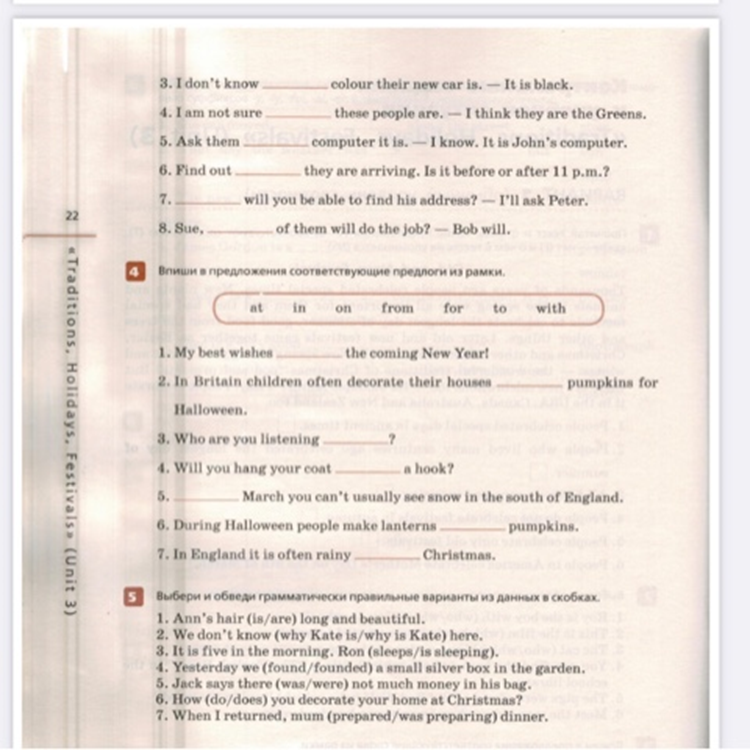 3. I don't know ________ colour their new car is. — It is black.
4. I am not sure ________ these people are. — I think they are the Greens.
5. Ask them ________ computer it is. — I know. It is John's computer.
6. Find out ________ they are arriving. Is it before or after 11 p.m.?
7. ________ will you be able to find his address? — I'll ask Peter.
8. Sue, ________ of them will do the job? — Bob will.
22
«Traditions, Holidays, Festivals» (Unit 3)
4 Впиши в предложения соответствующие предлоги из рамки.
at in on from for to with
1. My best wishes ________ the coming New Year!
2. In Britain children often decorate their houses ________ pumpkins for
Halloween.
3. Who are you listening ________?
4. Will you hang your coat ________ a hook?
5. ________ March you can't usually see snow in the south of England.
6. During Halloween people make lanterns ________ pumpkins.
7. In England it is often rainy ________ Christmas.
5 Выбери и обведи грамматически правильные варианты из данных в скобках.
1. Ann's hair (is/are) long and beautiful.
2. We don't know (why Kate is/why is Kate) here.
3. It is five in the morning. Ron (sleeps/is sleeping).
4. Yesterday we (found/founded) a small silver box in the garden.
5. Jack says there (was/were) not much money in his bag.
6. How (do/does) you decorate your home at Christmas?
7. When I returned, mum (prepared/was preparing) dinner.